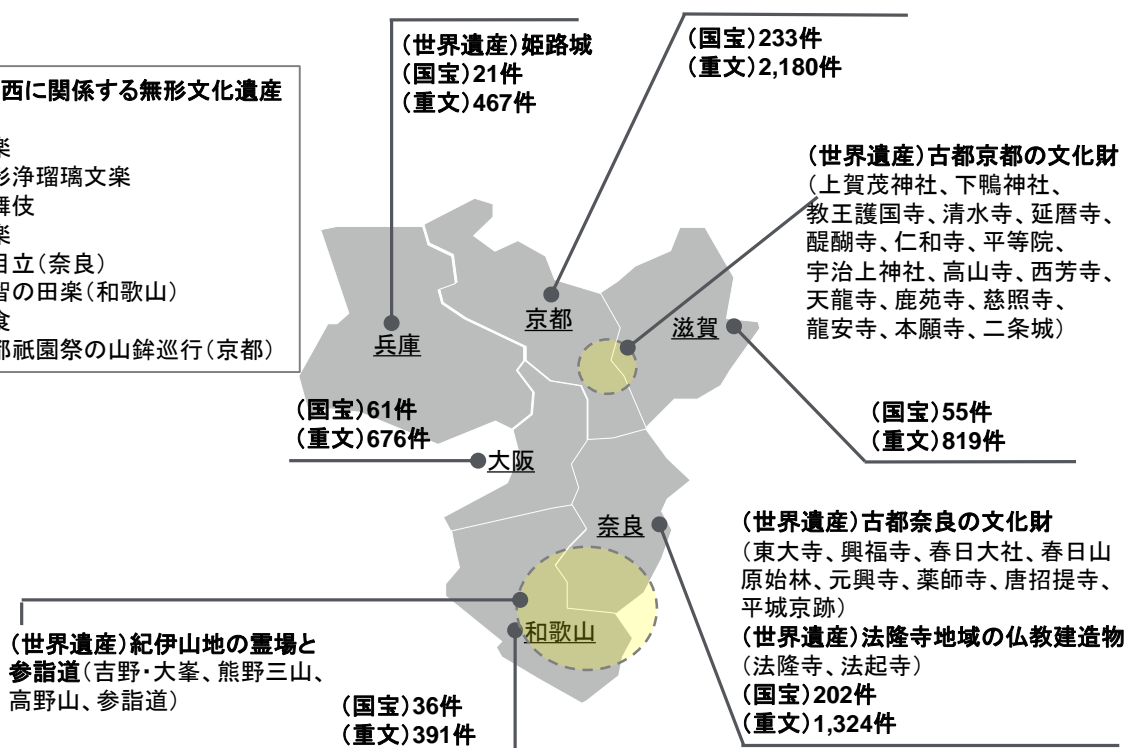 (世界遺産)姫路城
(国宝)21件
(重文)467件
(国宝)233件
(重文)2,180件
西に関係する無形文化遺産
楽
浄瑠璃文楽
舞伎
楽
立(奈良)
の田楽(和歌山)
食
祇園祭の山鉾巡行(京都)
(世界遺産)古都京都の文化財
(上賀茂神社、下鴨神社、
教王護国寺、清水寺、延暦寺、
醍醐寺、仁和寺、平等院、
宇治上神社、高山寺、西芳寺、
天龍寺、鹿苑寺、慈照寺、
龍安寺、本願寺、二条城)
京都
滋賀
兵庫
(国宝)61件
(重文)676件
大阪
(国宝)55件
(重文)819件
奈良
(世界遺産)古都奈良の文化財
(東大寺、興福寺、春日大社、春日山
原始林、元興寺、薬師寺、唐招提寺、
平城京跡)
(世界遺産)法隆寺地域の仏教建造物
(法隆寺、法起寺)
(国宝)202件
(重文)1,324件
和歌山
(世界遺産)紀伊山地の霊場と
参詣道(吉野・大峯、熊野三山、
高野山、参詣道)
(国宝)36件
(重文)391件